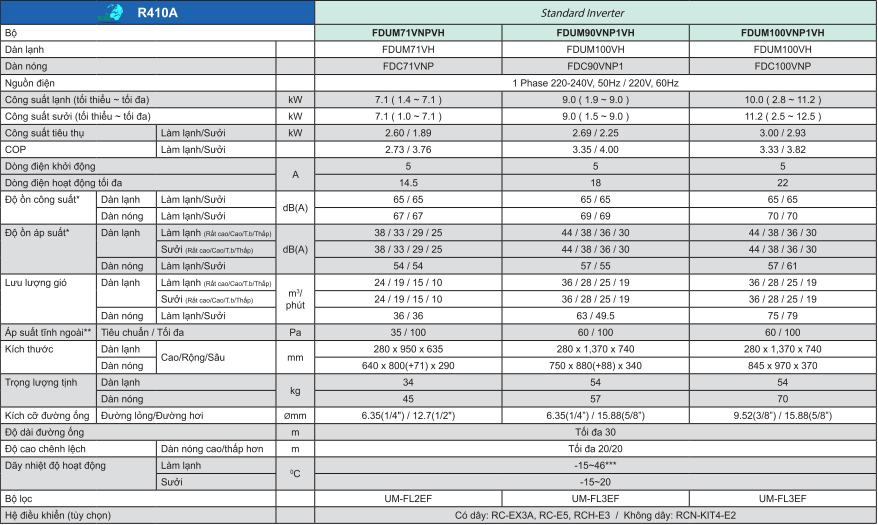 R410A Standard Inverter
Bộ FDUM71VNPVH FDUM90VNP1VH FDUM100VNP1VH
Dàn lạnh FDUM71VH FDUM100VH FDUM100VH
Dàn nóng FDC71VNP FDC90VNP1 FDC100VNP
Nguồn điện 1 Phase 220-240V, 50Hz / 220V, 60Hz
Công suất lạnh (tối thiểu ~ tối đa) kW 7.1 ( 1.4 ~ 7.1 ) 9.0 (1.9 ~ 9.0 ) 10.0 ( 2.8 ~ 11.2 )
Công suất sưởi (tối thiểu ~ tối đa) kW 7.1 ( 1.0~ 7.1 ) 9.0 (1.5 ~ 9.0 ) 11.2 ( 2.5 ~ 12.5 )
Công suất tiêu thụ Làm lạnh/Sưởi kW 2.60 / 1.89 2.69 / 2.25 3.00 / 2.93
COP Làm lạnh/Sưởi 2.73 / 3.76 3.35 / 4.00 3.33 / 3.82
Dòng điện khởi động A 5 5 5
Dòng điện hoạt động tối đa 14.5 18 22
Độ ồn công suất* Dàn lạnh Làm lạnh/Sưởi dB(A) 65 / 65 65 / 65 65 / 65
Dàn nóng Làm lạnh/Sưởi 67 / 67 69 / 69 70 / 70
Độ ồn áp suất* Dàn lạnh Làm lạnh (Rất cao/Cao/T.b/Thấp) dB(A) 38 / 33 / 29 / 25 44 / 38 / 36 / 30 44 / 38 / 36 / 30
Sưởi (Rất cao/Cao/T.b/Thấp) 38 / 33 / 29 / 25 44 / 38 / 36 / 30 44 / 38 / 36 / 30
Dàn nóng Làm lạnh/Sưởi 54 / 54 57 / 55 57 / 61
Lưu lượng gió Dàn lạnh Làm lạnh (Rất cao/Cao/T.b/Thấp) m³/phút 24 / 19 / 15 / 10 36 / 28 / 25 / 19 36 / 28 / 25 / 19
Sưởi (Rất cao/Cao/T.b/Thấp) 24 / 19 / 15 / 10 36 / 28 / 25 / 19 36 / 28 / 25 / 19
Dàn nóng Làm lạnh/Sưởi 36 / 36 63 / 49.5 75 / 79
Áp suất tĩnh ngoài** Tiêu chuẩn / Tối đa Pa 35 / 100 60 / 100 60 / 100
Kích thước Dàn lạnh Cao/Rộng/Sâu mm 280 x 950 x 635 280 x 1,370 x 740 280 x 1,370 x 740
Dàn nóng 640 x 800(+71) x 290 750 x 880(+88) x 340 845 x 970 x 370
Trọng lượng tịnh Dàn lạnh kg 34 54 54
Dàn nóng 45 57 70
Kích cỡ đường ống Đường lỏng/Đường hơi ømm 6.35(1/4") / 12.7(1/2") 6.35(1/4") / 15.88(5/8") 9.52(3/8") / 15.88(5/8")
Độ dài đường ống m Tối đa 30
Độ cao chênh lệch Dàn nóng cao/thấp hơn m Tối đa 20/20
Dãy nhiệt độ hoạt động Làm lạnh ⁰C -15~46***
Sưởi -15~20
Bộ lọc UM-FL2EF UM-FL3EF UM-FL3EF
Hệ điều khiển (tùy chọn) Có dây: RC-EX3A, RC-E5, RCH-E3 / Không dây: RCN-KIT4-E2